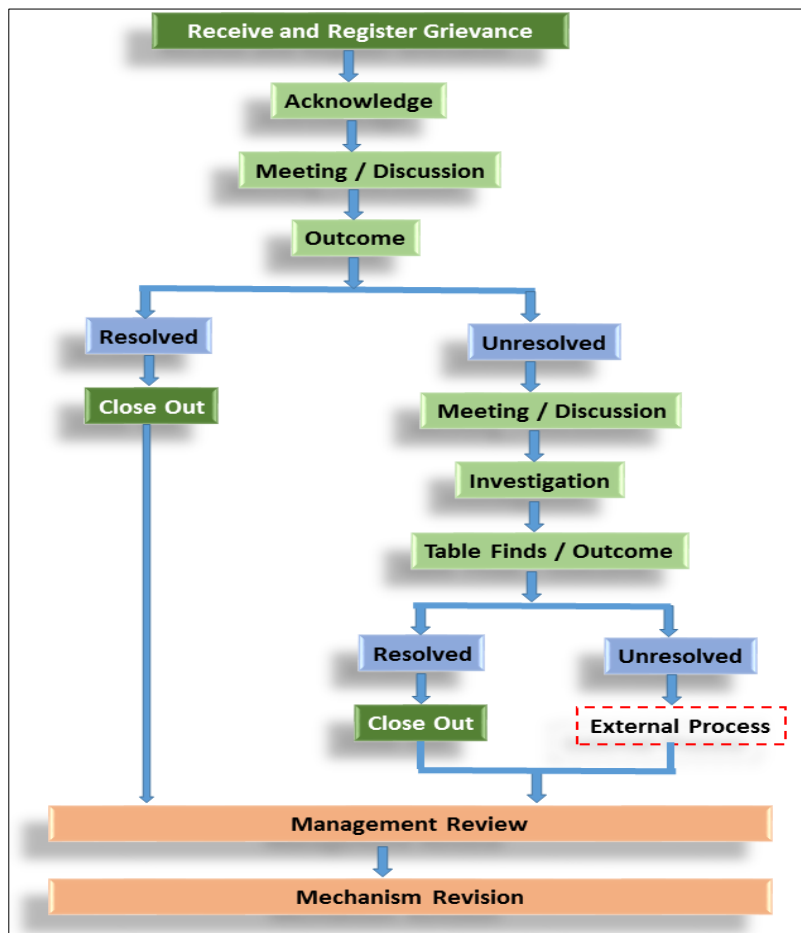 Receive and Register Grievance
Acknowledge
Meeting / Discussion
Outcome
Resolved
Unresolved
Close Out
Meeting / Discussion
Investigation
Table Finds / Outcome
Resolved
Unresolved
Close Out
External Process
Management Review
Mechanism Revision